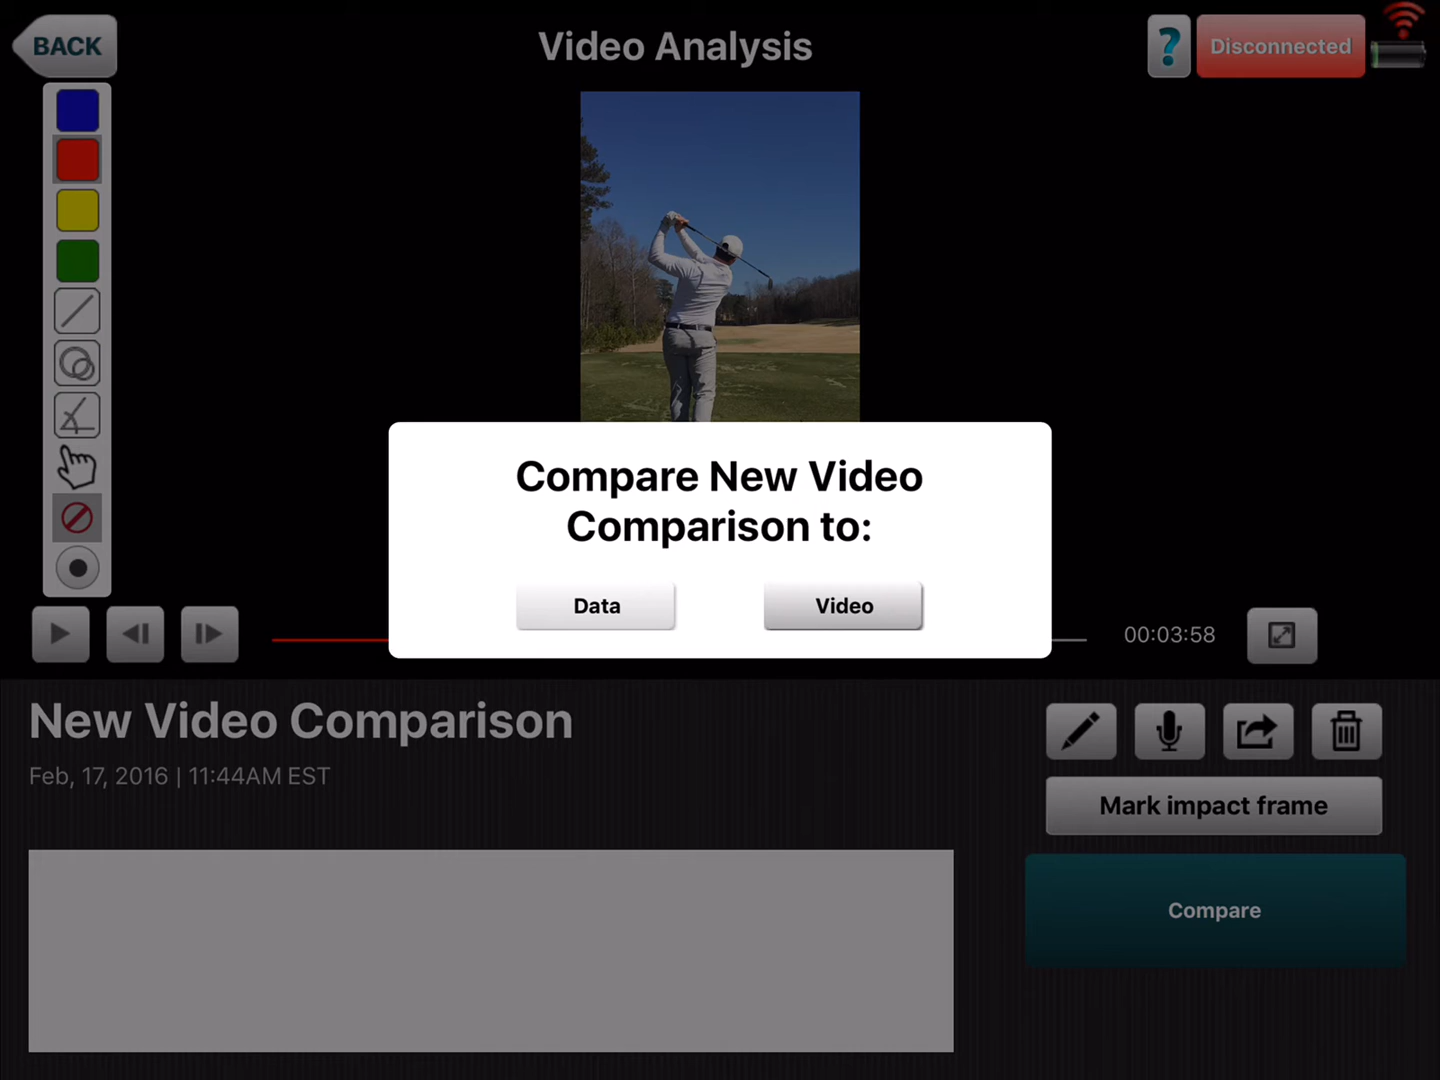 BACK
Video Analysis
?
Disconnected
Compare New Video
Comparison to:
Data
Video
00:03:58
New Video Comparison
Feb, 17, 2016 | 11:44AM EST
Mark impact frame
Compare